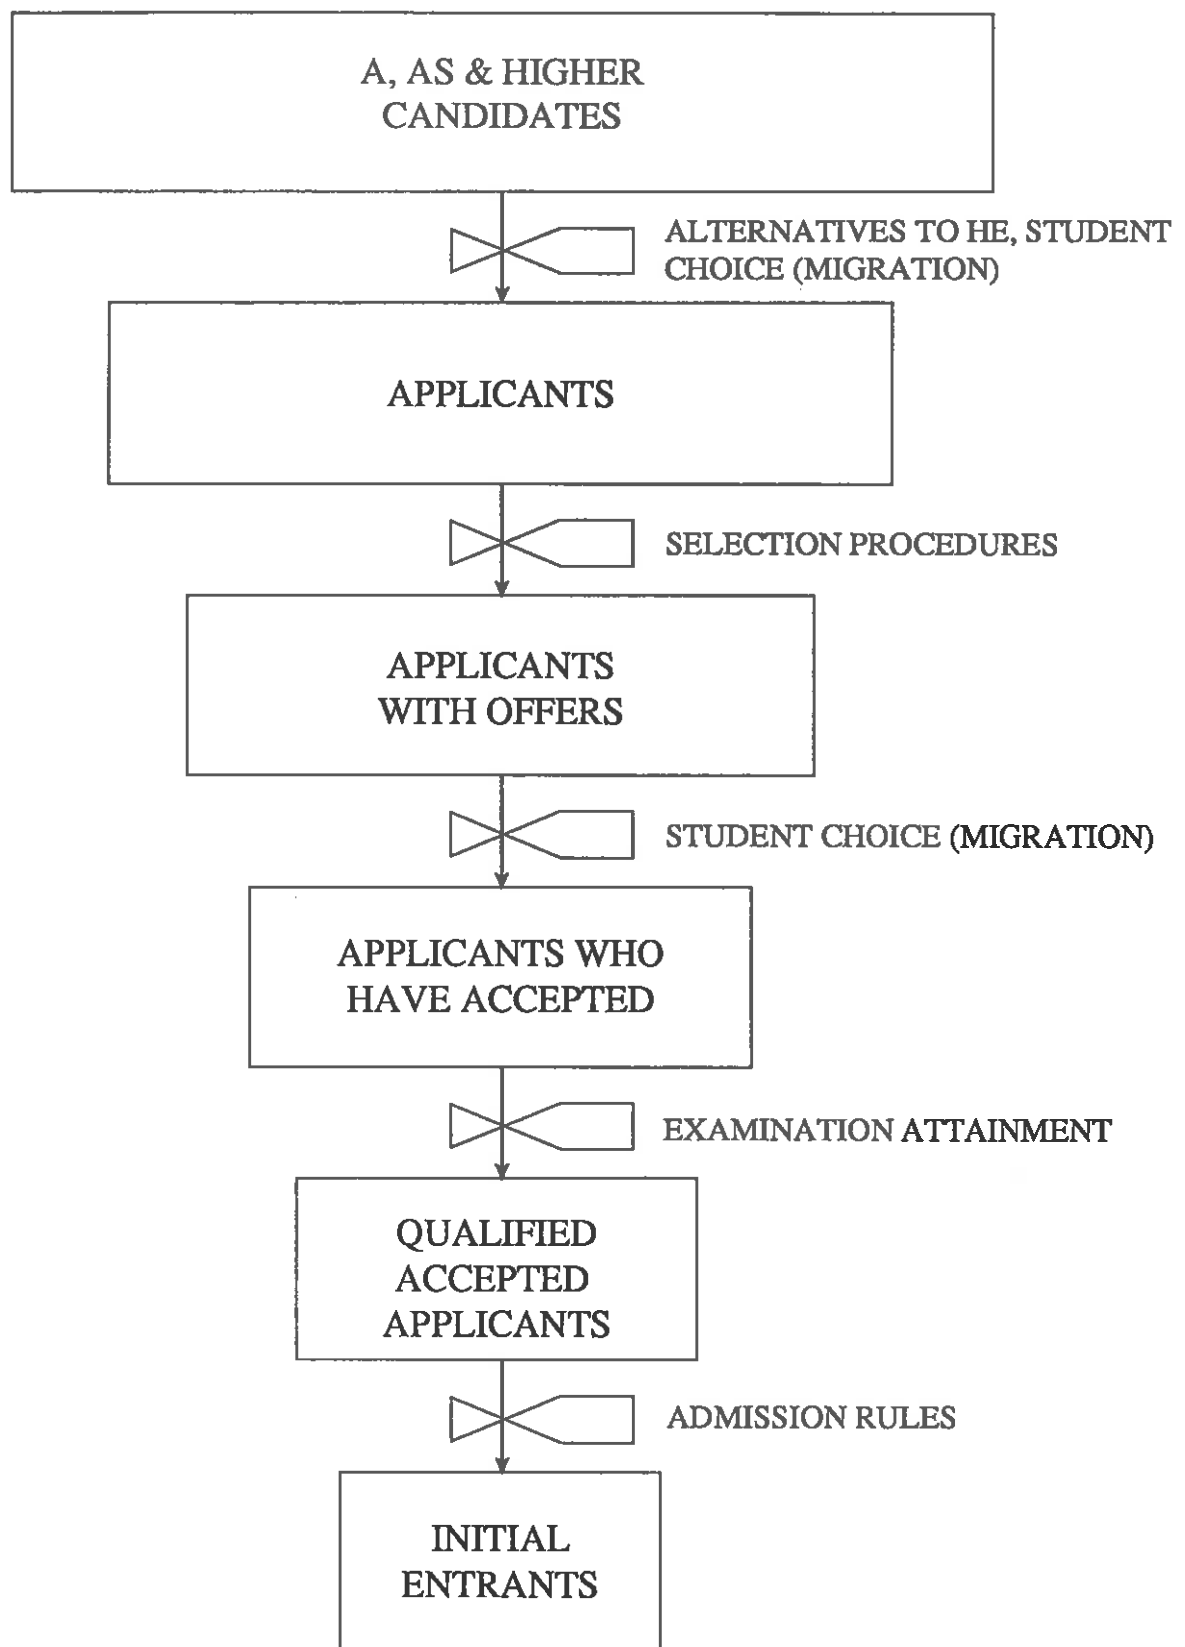 A, AS & HIGHER
CANDIDATES
ALTERNATIVES TO HE, STUDENT
CHOICE (MIGRATION)
APPLICANTS
SELECTION PROCEDURES
APPLICANTS
WITH OFFERS
STUDENT CHOICE (MIGRATION)
APPLICANTS WHO
HAVE ACCEPTED
EXAMINATION ATTAINMENT
QUALIFIED
ACCEPTED
APPLICANTS
ADMISSION RULES
INITIAL
ENTRANTS